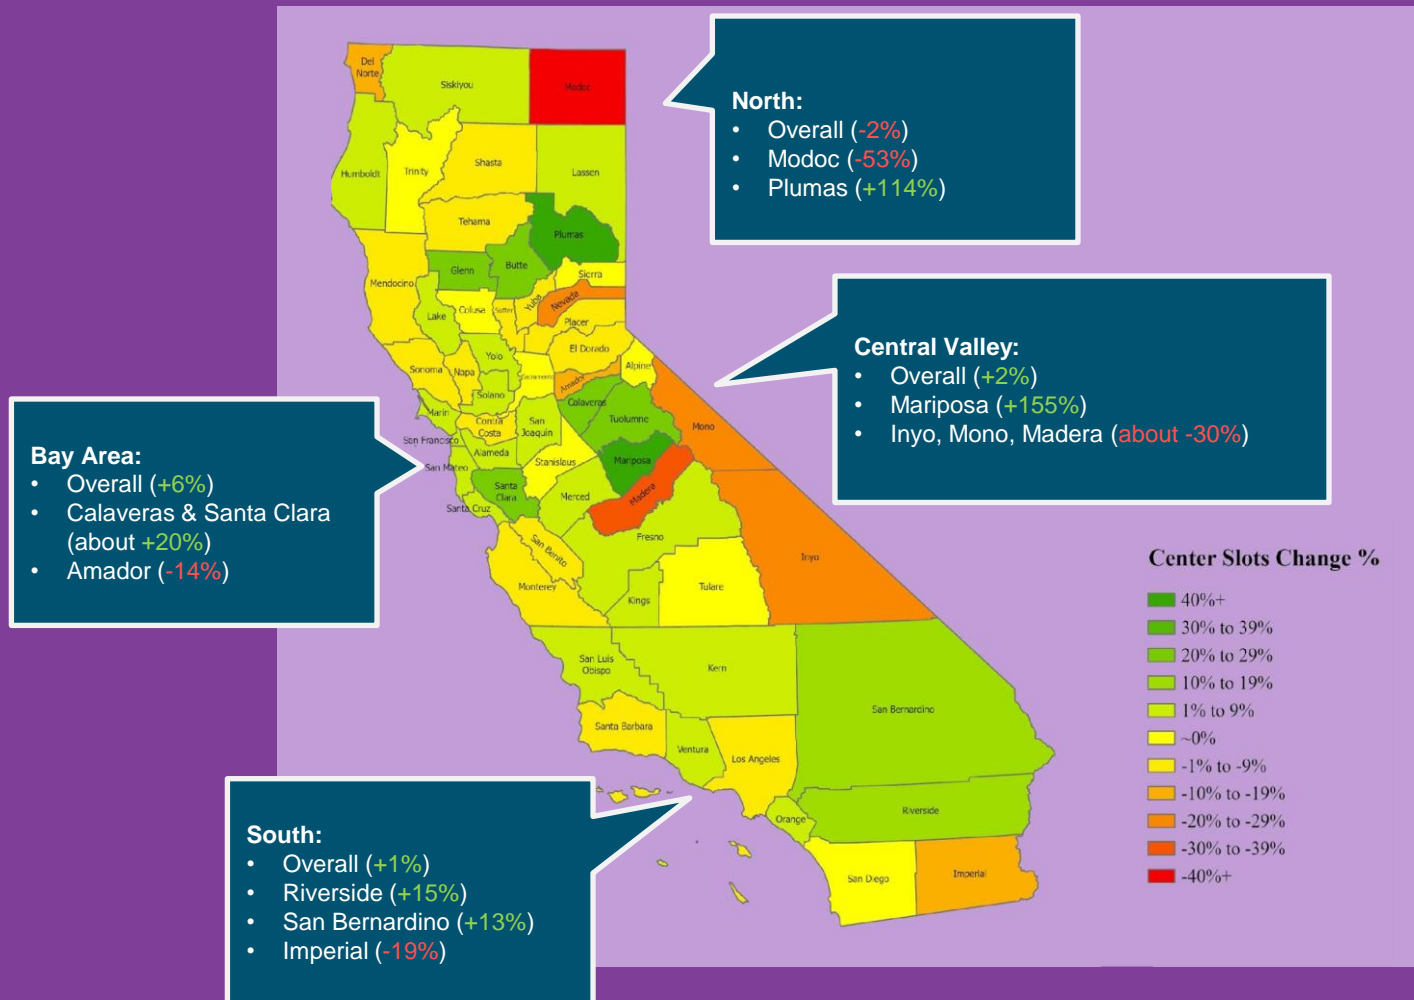 North:
• Overall (-2%)
• Modoc (-53%)
• Plumas (+114%)
Central Valley:
• Overall (+2%)
• Mariposa (+155%)
• Inyo, Mono, Madera (about -30%)
Bay Area:
• Overall (+6%)
• Calaveras & Santa Clara
(about +20%)
• Amador (-14%)
South:
• Overall (+1%)
• Riverside (+15%)
• San Bernardino (+13%)
• Imperial (-19%)
Center Slots Change %
40%+
30% to 39%
20% to 29%
10% to 19%
1% to 9%
~0%
-1% to -9%
-10% to -19%
-20% to -29%
-30% to -39%
-40%+
Del
Norte
Siskiyou
Modoc
Humboldt
Trinity
Shasta
Lassen
Tehama
Plumas
Mendocino
Glenn
Butte
Sierra
Lake
Colusa
Sutter
Yuba
Nevada
Placer
Yolo
El Dorado
Sonoma
Napa
Sacramento
Amador
Alpine
Solano
Calaveras
Tuolumne
Mono
Marin
Contra
Costa
San
Joaquin
San Francisco
Alameda
San Mateo
Stanislaus
Mariposa
Santa
Clara
Merced
Madera
Santa Cruz
San Benito
Fresno
Inyo
Monterey
Kings
Tulare
San Luis
Obispo
Kern
San Bernardino
Santa Barbara
Ventura
Los Angeles
Orange
Riverside
San Diego
Imperial